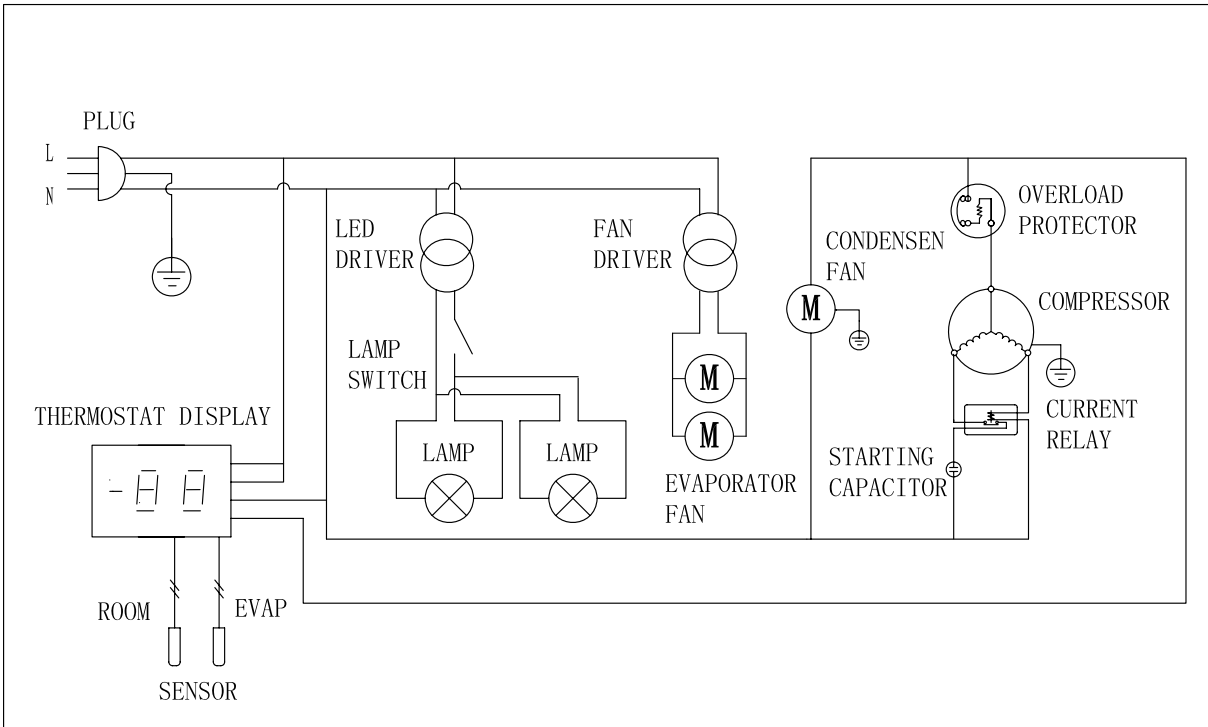 PLUG
L
N
LED
DRIVER
FAN
DRIVER
CONDENSEN
FAN
M
OVERLOAD
PROTECTOR
COMPRESSOR
LAMP
SWITCH
M
M
EVAPORATOR
FAN
CURRENT
RELAY
STARTING
CAPACITOR
THERMOSTAT DISPLAY
-88
LAMP
LAMP
ROOM
EVAP
SENSOR